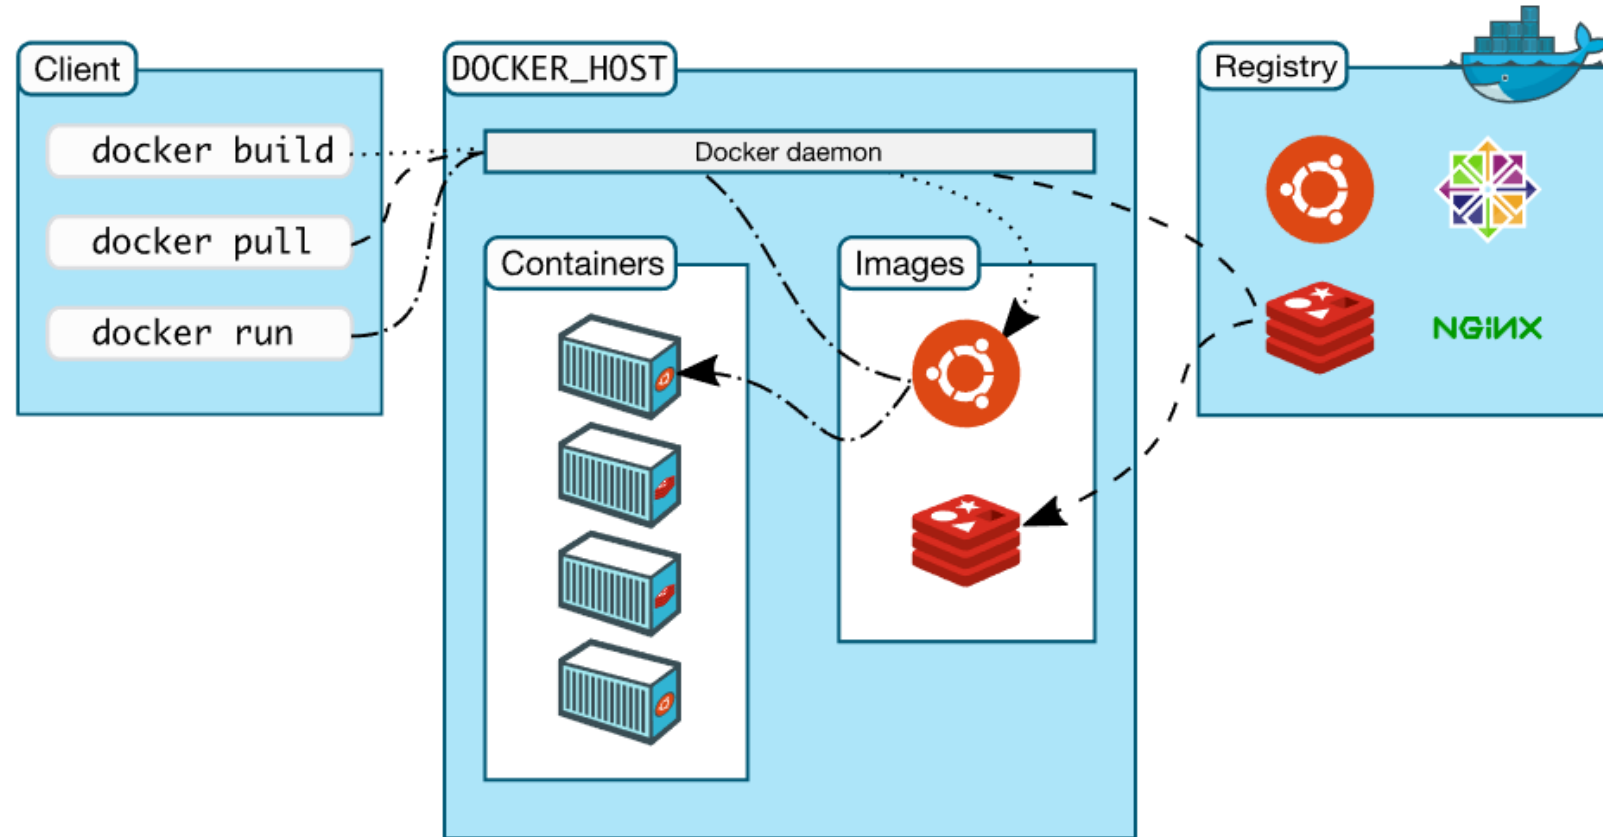 Client
docker build
docker pull
docker run
DOCKER_HOST
Docker daemon
Containers
Images
Registry
NGiNX